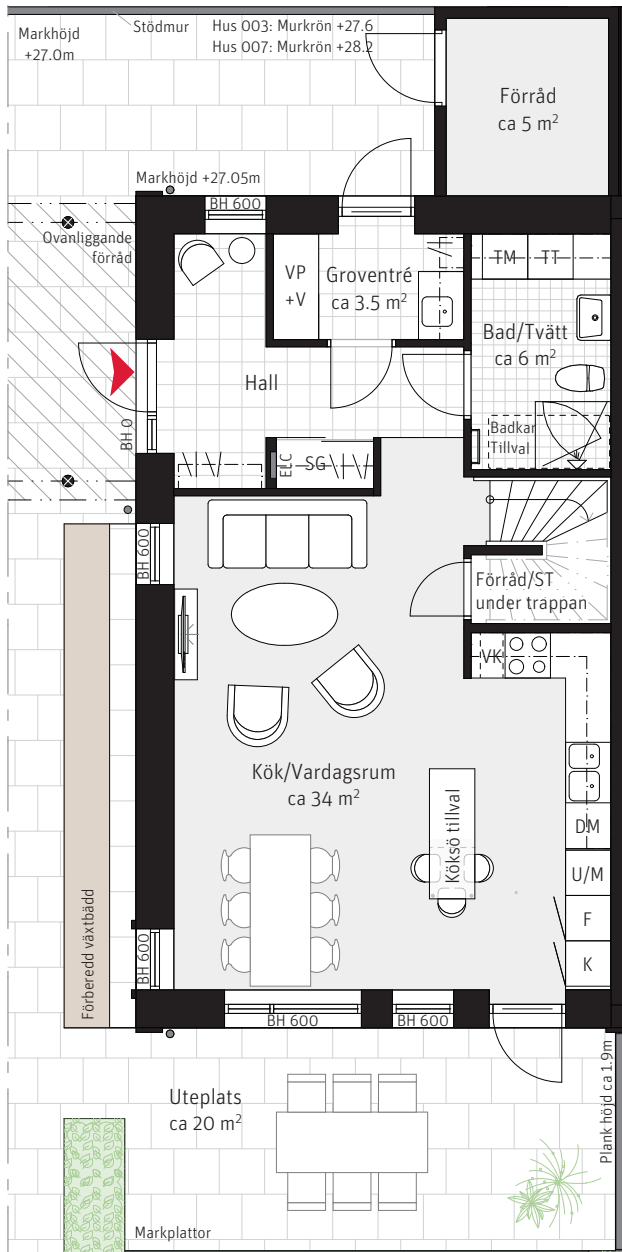 Stödmur
Hus 003: Murkrön +27.6
Hus 007: Murkrön +28.2
Markhöjd
+27.0m
Förråd
ca 5 m²
Markhöjd +27.05m
BH 600
Ovanliggande
förråd
VP
+V
Groventré
ca 3.5 m²
TM
TT
Bad/Tvätt
ca 6 m²
Hall
BH 0
Badkar
Tillval
ELC
SG
BH 600
Förråd/ST
under trappan
VK
Kök/Vardagsrum
ca 34 m²
Köksö tillval
DM
U/M
F
K
Förberedd växtbädd
BH 600
BH 600
BH 600
Uteplats
ca 20 m²
Plank höjd ca 1.9m
Markplattor